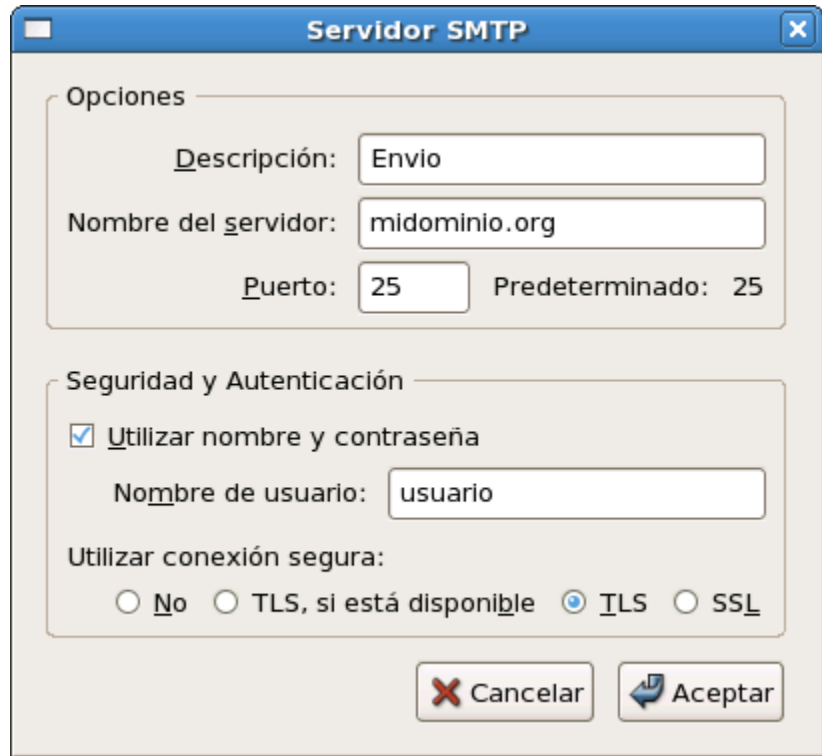 Servidor SMTP
Opciones
Descripción: Envio
Nombre del servidor: midominio.org
Puerto: 25 Predeterminado: 25
Seguridad y Autenticación
Utilizar nombre y contraseña
Nombre de usuario: usuario
Utilizar conexión segura:
No TLS, si está disponible TLS SSL
Cancelar Aceptar